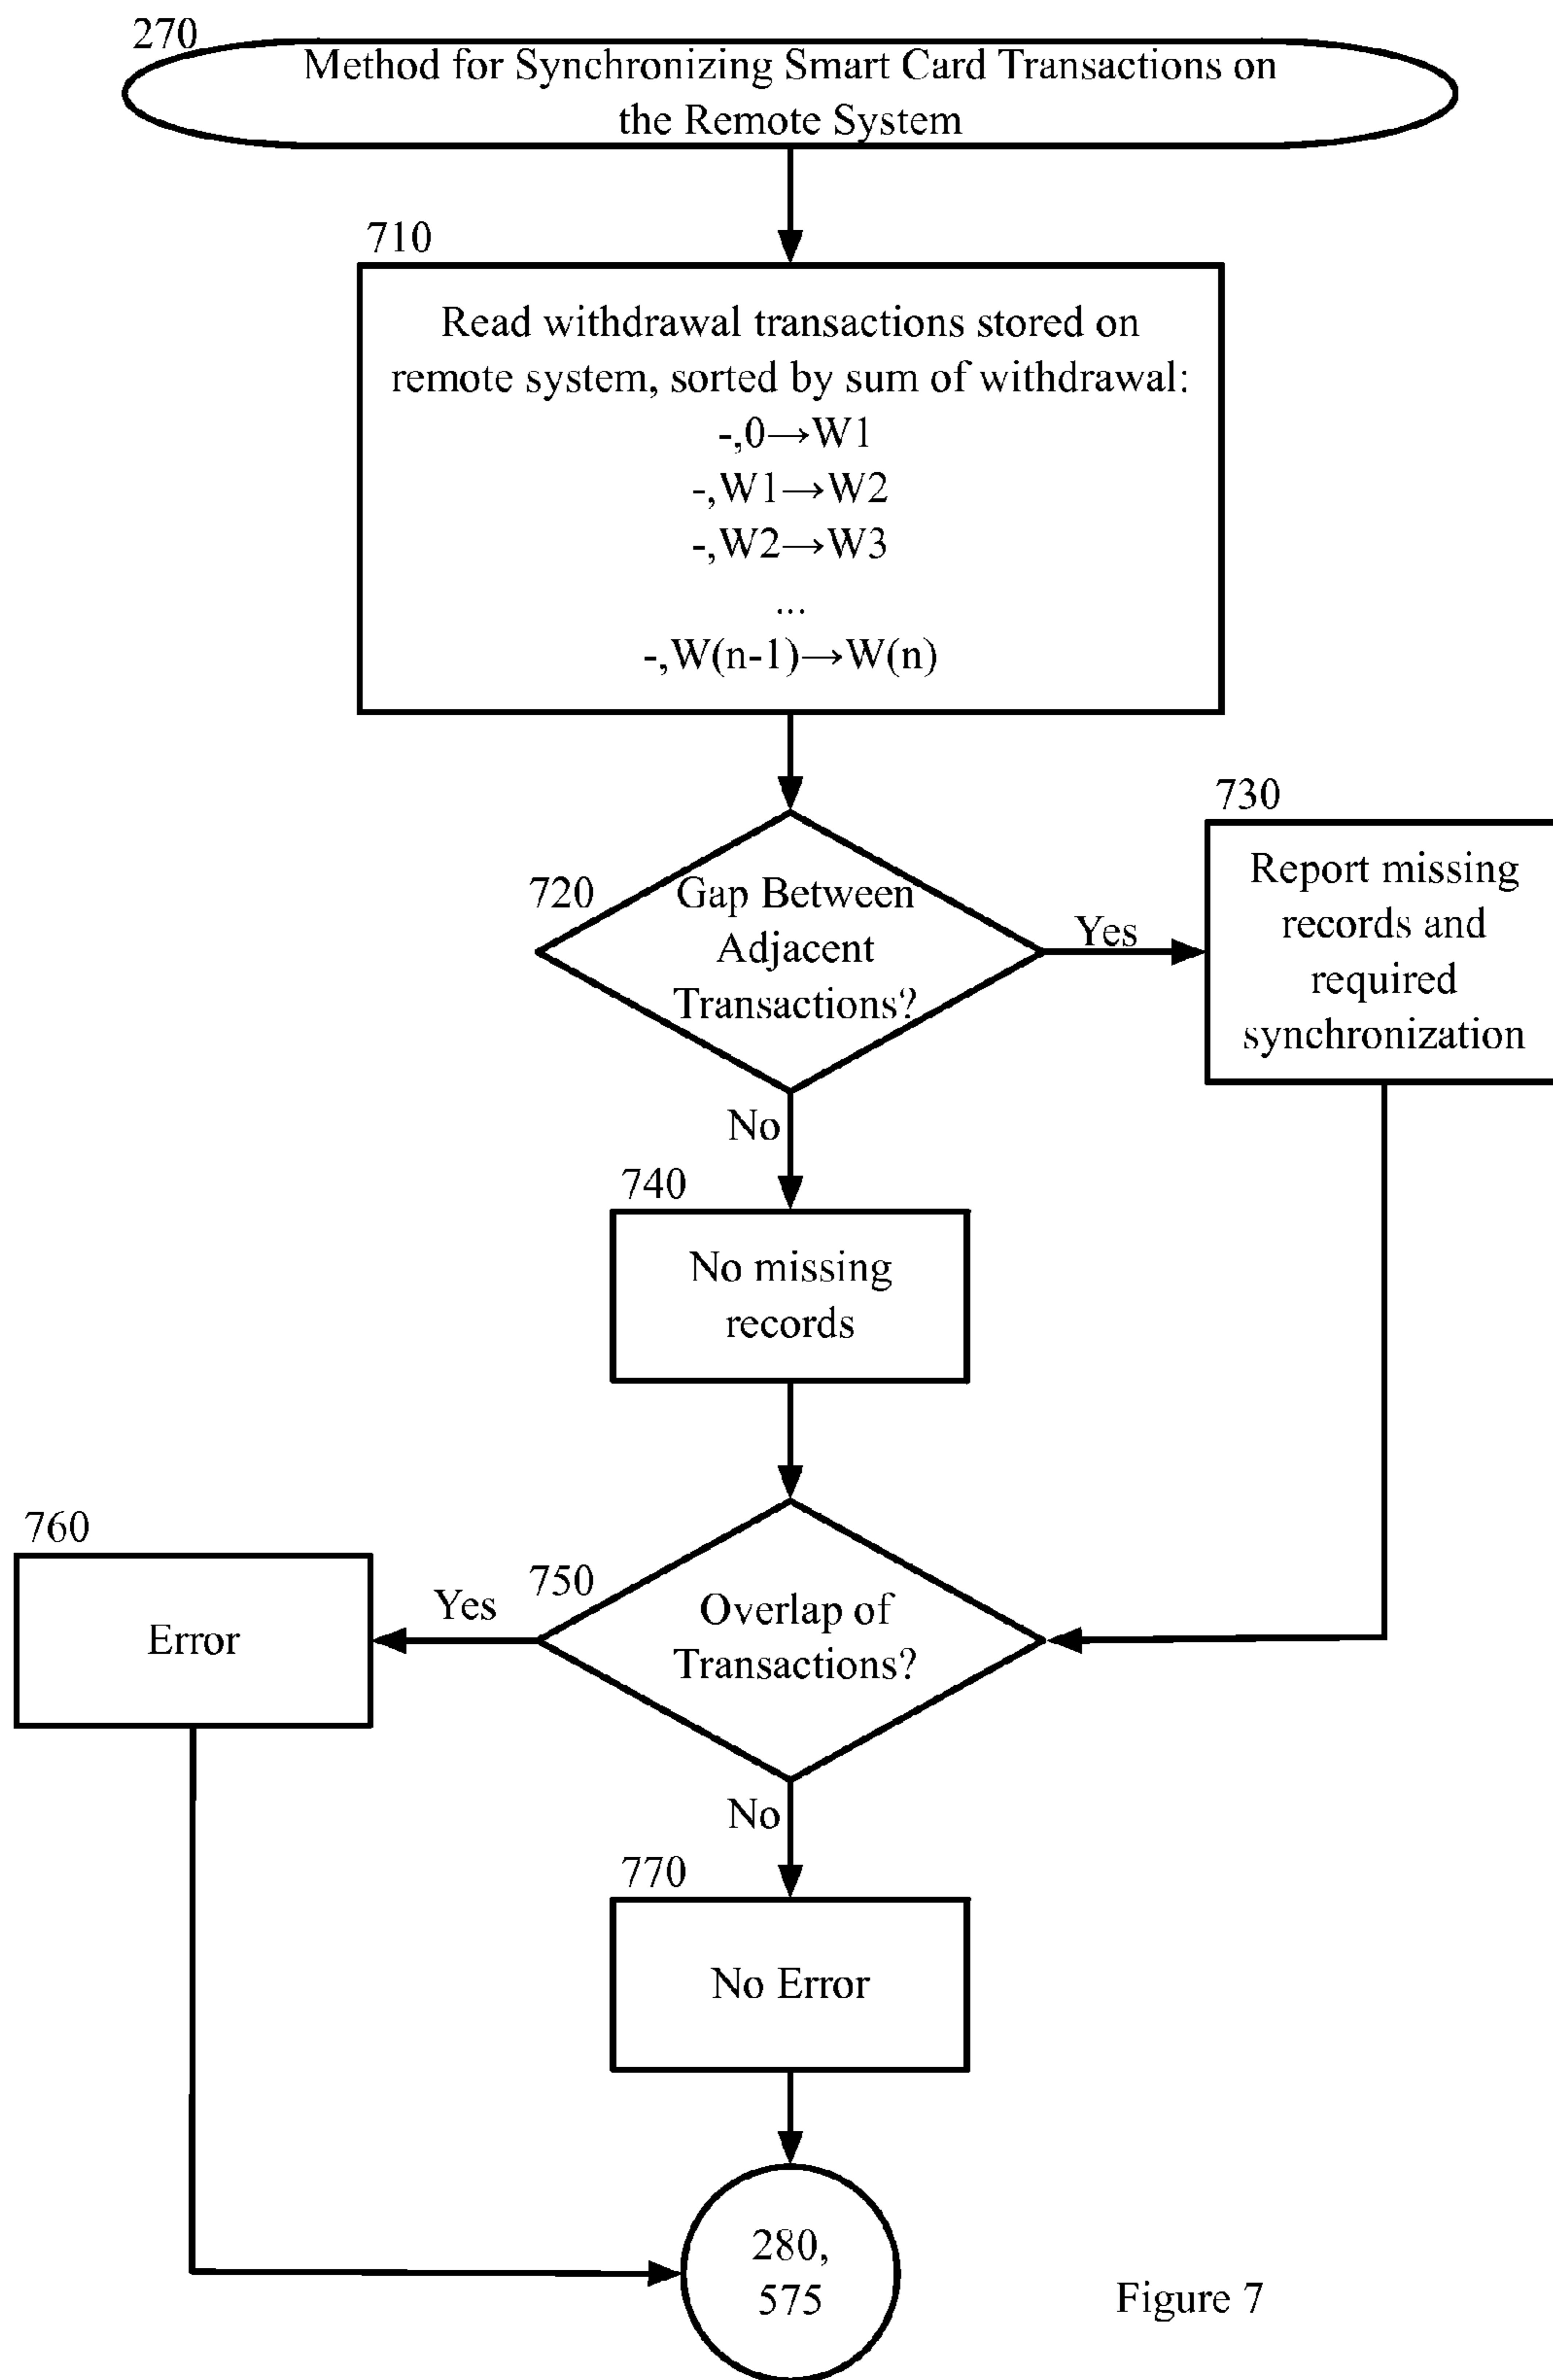 270
Method for Synchronizing Smart Card Transactions on
the Remote System
710
Read withdrawal transactions stored on
remote system, sorted by sum of withdrawal:
-,0→W1
-,W1→W2
-,W2→W3
...
-,W(n-1)→W(n)
720
Gap Between
Adjacent
Transactions?
Yes
730
Report missing
records and
required
synchronization
No
740
No missing
records
750
Overlap of
Transactions?
Yes
760
Error
No
770
No Error
280,
575
Figure 7